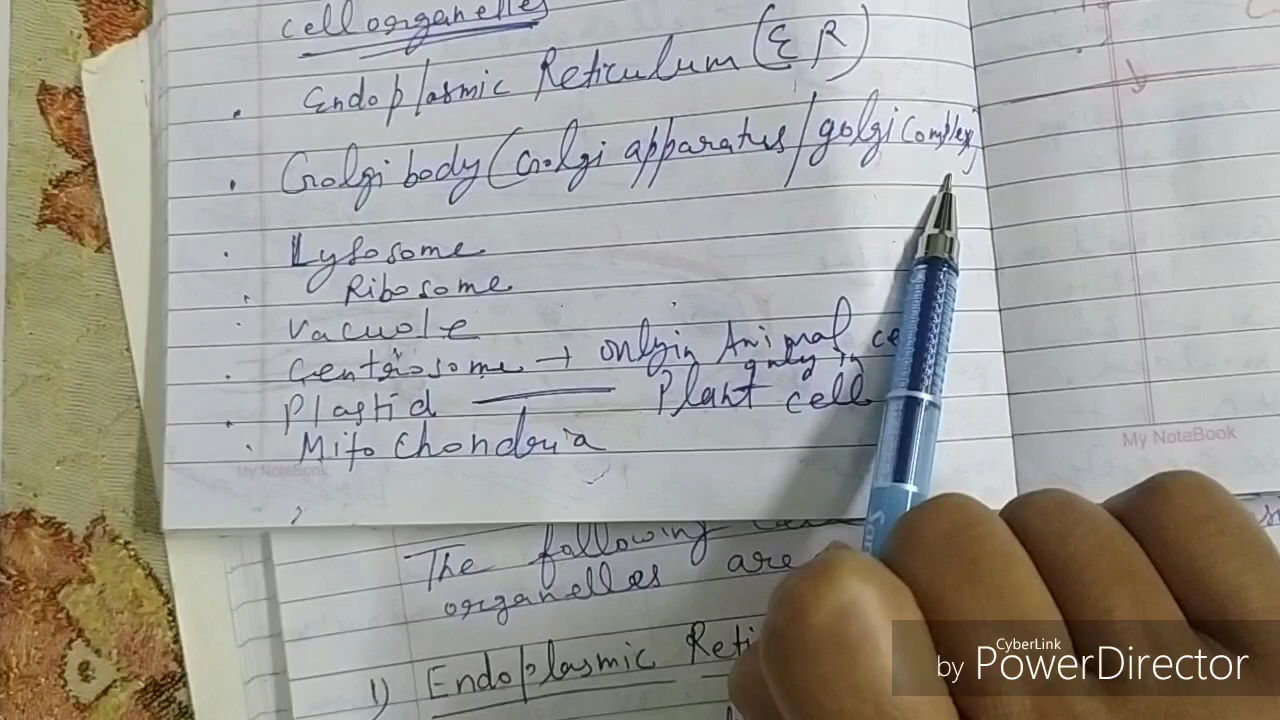 cell organelles
. Endoplasmic Reticulum (ER)
. Golgi body (Golgi apparatus / golgi complex)
. Lysosome
. Ribosome
. Vacuole
. Centrosome → only in Animal ce
. Plastid — only in Plant cell
. Mitochondria
My NoteBook
My NoteBook
The following
organelles are
1) Endoplasmic Reti
CyberLink
by PowerDirector